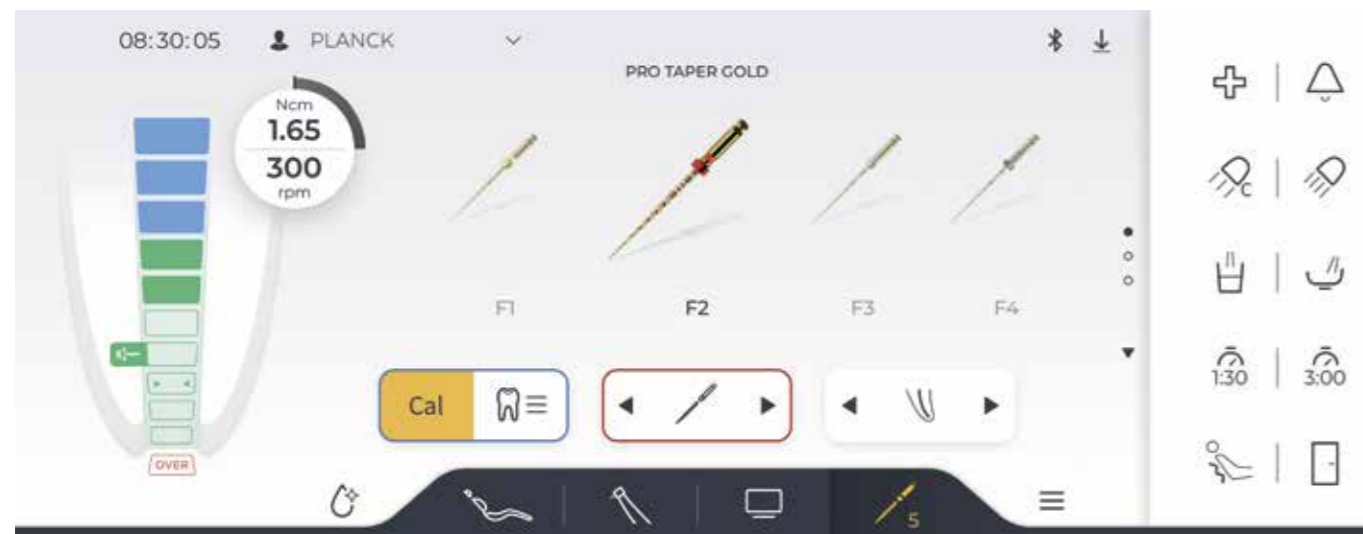 08:30:05 PLANCK
PRO TAPER GOLD
Ncm
1.65
300
rpm
F1 F2 F3 F4
C
1:30 3:00
Cal
OVER
5